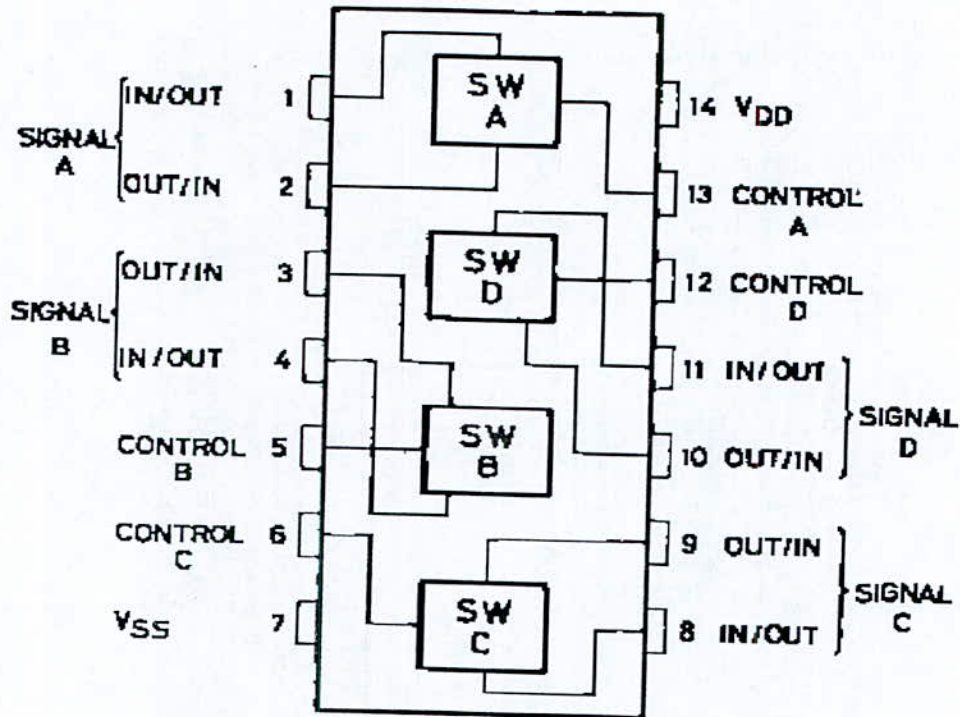 SIGNAL A
IN/OUT 1
OUT/IN 2
SIGNAL B
OUT/IN 3
IN/OUT 4
CONTROL B 5
CONTROL C 6
VSS 7
SW A
SW D
SW B
SW C
14 VDD
13 CONTROL A
12 CONTROL D
11 IN/OUT
10 OUT/IN
SIGNAL D
9 OUT/IN
8 IN/OUT
SIGNAL C